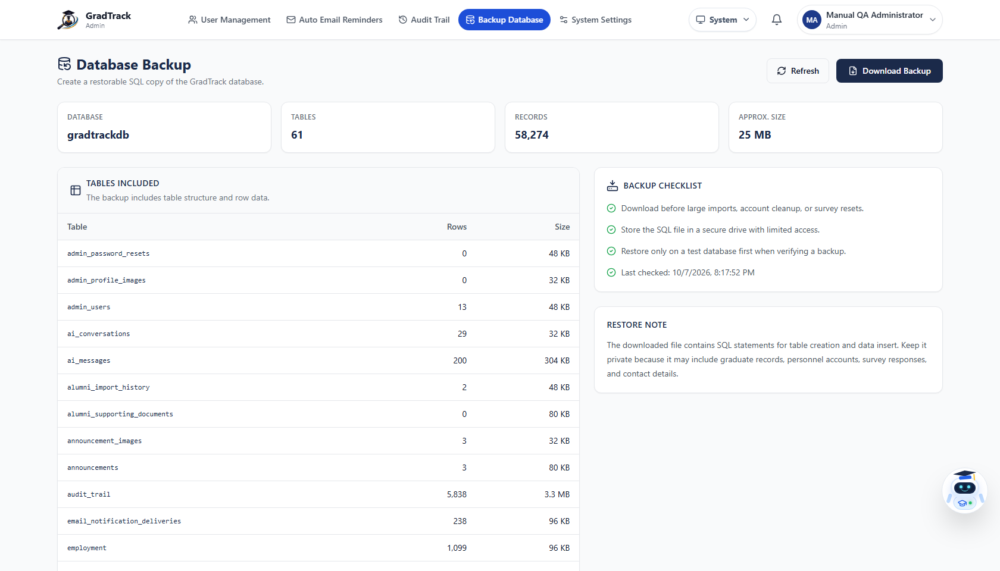 GradTrack
Admin
User Management
Auto Email Reminders
Audit Trail
Backup Database
System Settings
System
MA
Manual QA Administrator
Admin
Database Backup
Create a restorable SQL copy of the GradTrack database.
Refresh
Download Backup
DATABASE
gradtrackdb
TABLES
61
RECORDS
58,274
APPROX. SIZE
25 MB
TABLES INCLUDED
The backup includes table structure and row data.
Table Rows Size
admin_password_resets 0 48 KB
admin_profile_images 0 32 KB
admin_users 13 48 KB
ai_conversations 29 32 KB
ai_messages 200 304 KB
alumni_import_history 2 48 KB
alumni_supporting_documents 0 80 KB
announcement_images 3 32 KB
announcements 3 80 KB
audit_trail 5,838 3.3 MB
email_notification_deliveries 238 96 KB
employment 1,099 96 KB
BACKUP CHECKLIST
Download before large imports, account cleanup, or survey resets.
Store the SQL file in a secure drive with limited access.
Restore only on a test database first when verifying a backup.
Last checked: 10/7/2026, 8:17:52 PM
RESTORE NOTE
The downloaded file contains SQL statements for table creation and data insert. Keep it
private because it may include graduate records, personnel accounts, survey responses,
and contact details.